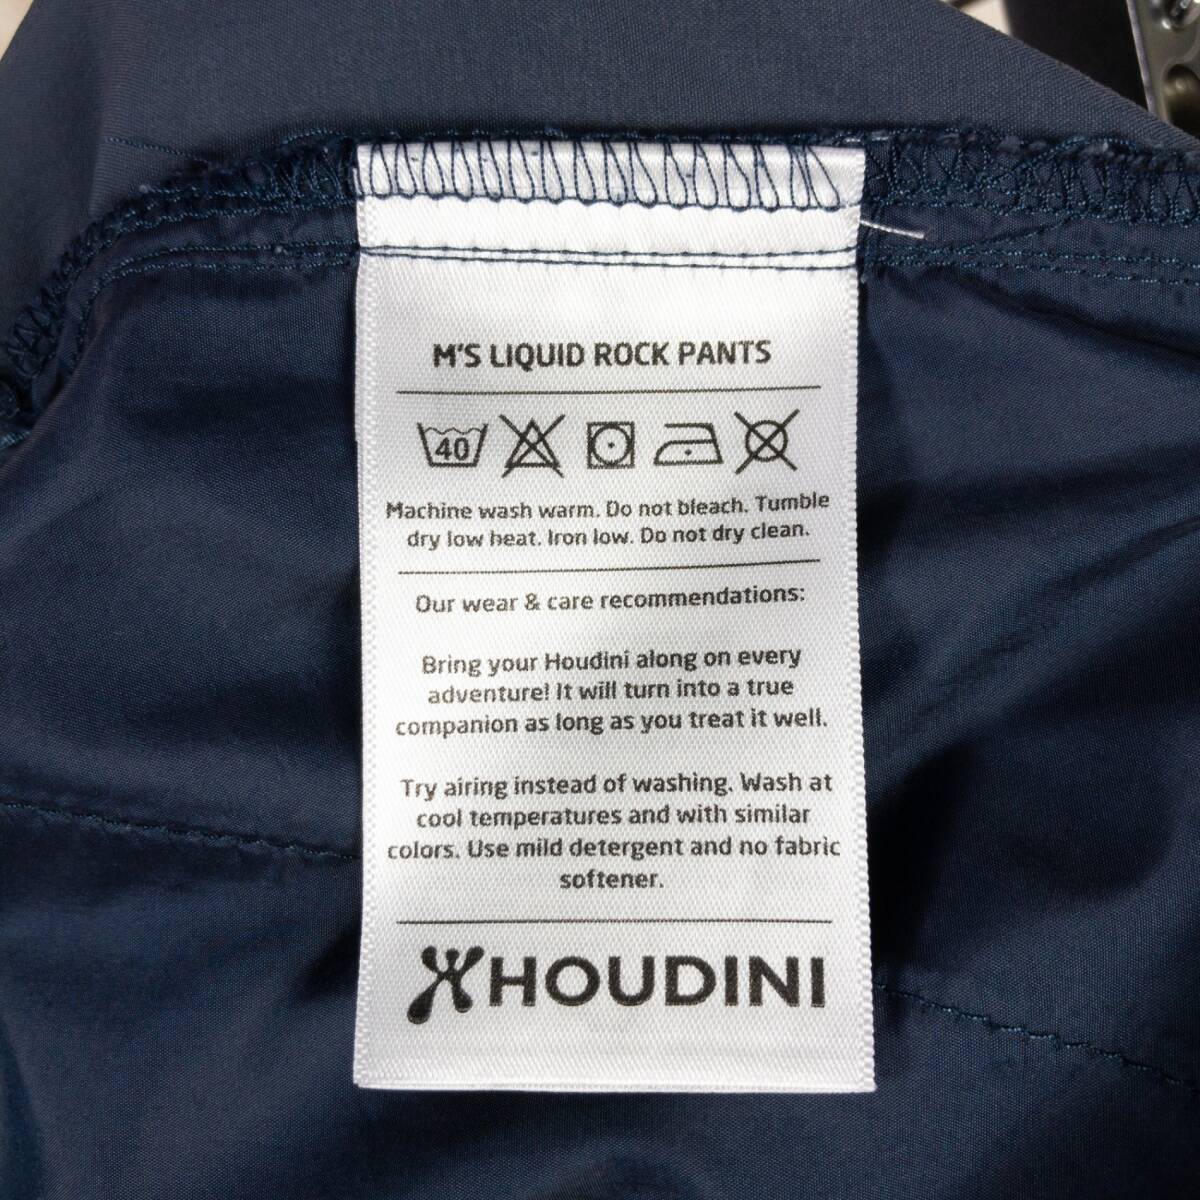 M'S LIQUID ROCK PANTS
40
Machine wash warm. Do not bleach. Tumble
dry low heat. Iron low. Do not dry clean.
Our wear & care recommendations:
Bring your Houdini along on every
adventure! It will turn into a true
companion as long as you treat it well.
Try airing instead of washing. Wash at
cool temperatures and with similar
colors. Use mild detergent and no fabric
softener.
HOUDINI